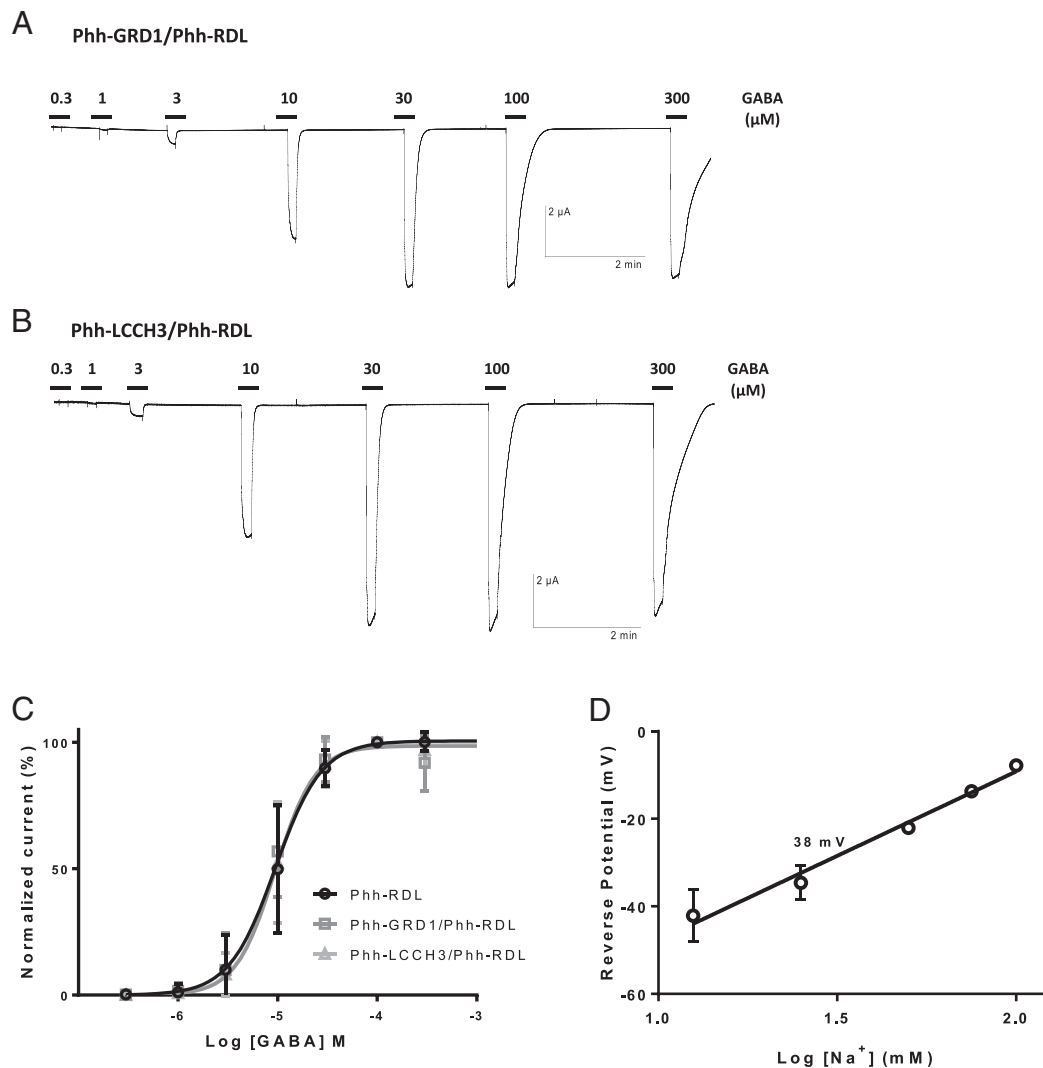 A
Phh-GRD1/Phh-RDL
0.3 1 3 10 30 100 300 GABA
(μM)
2 μA
2 min
B
Phh-LCCH3/Phh-RDL
0.3 1 3 10 30 100 300 GABA
(μM)
2 μA
2 min
C
100
50
0
Normalized current (%)
Phh-RDL
Phh-GRD1/Phh-RDL
Phh-LCCH3/Phh-RDL
-6 -5 -4 -3
Log [GABA] M
D
0
-20
-40
-60
Reverse Potential (mV)
38 mV
1.0 1.5 2.0
Log [Na+] (mM)